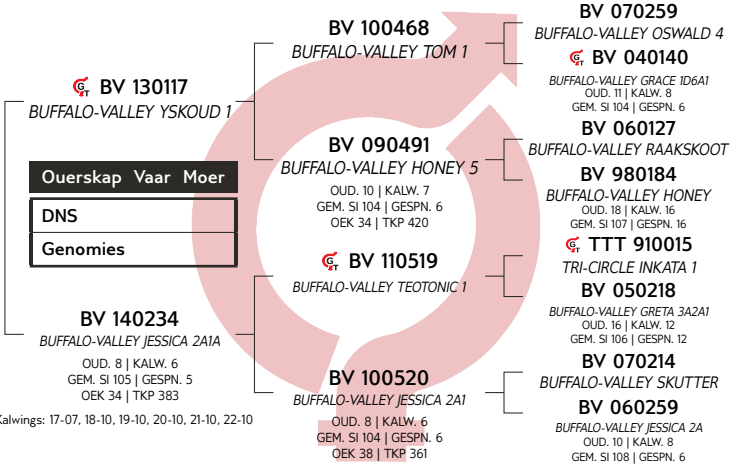 BV 130117
BUFFALO-VALLEY YSKOUD 1
Ouerskap Vaar Moer
DNS
Genomies
BV 140234
BUFFALO-VALLEY JESSICA 2A1A
OUD. 8 | KALW. 6
GEM. SI 105 | GESPN. 5
OEK 34 | TKP 383
Kalwings: 17-07, 18-10, 19-10, 20-10, 21-10, 22-10
BV 100468
BUFFALO-VALLEY TOM 1
BV 090491
BUFFALO-VALLEY HONEY 5
OUD. 10 | KALW. 7
GEM. SI 104 | GESPN. 6
OEK 34 | TKP 420
GT BV 110519
BUFFALO-VALLEY TEOTONIC 1
BV 100520
BUFFALO-VALLEY JESSICA 2A1
OUD. 8 | KALW. 6
GEM. SI 104 | GESPN. 6
OEK 38 | TKP 361
BV 070259
BUFFALO-VALLEY OSWALD 4
GT BV 040140
BUFFALO-VALLEY GRACE 1D6A1
OUD. 11 | KALW. 8
GEM. SI 104 | GESPN. 6
BV 060127
BUFFALO-VALLEY RAAKSKOOT
BV 980184
BUFFALO-VALLEY HONEY
OUD. 18 | KALW. 16
GEM. SI 107 | GESPN. 16
GT TTT 910015
TRI-CIRCLE INKATA 1
BV 050218
BUFFALO-VALLEY GRETA 3A2A1
OUD. 16 | KALW. 12
GEM. SI 106 | GESPN. 12
BV 070214
BUFFALO-VALLEY SKUTTER
BV 060259
BUFFALO-VALLEY JESSICA 2A
OUD. 10 | KALW. 8
GEM. SI 108 | GESPN. 6